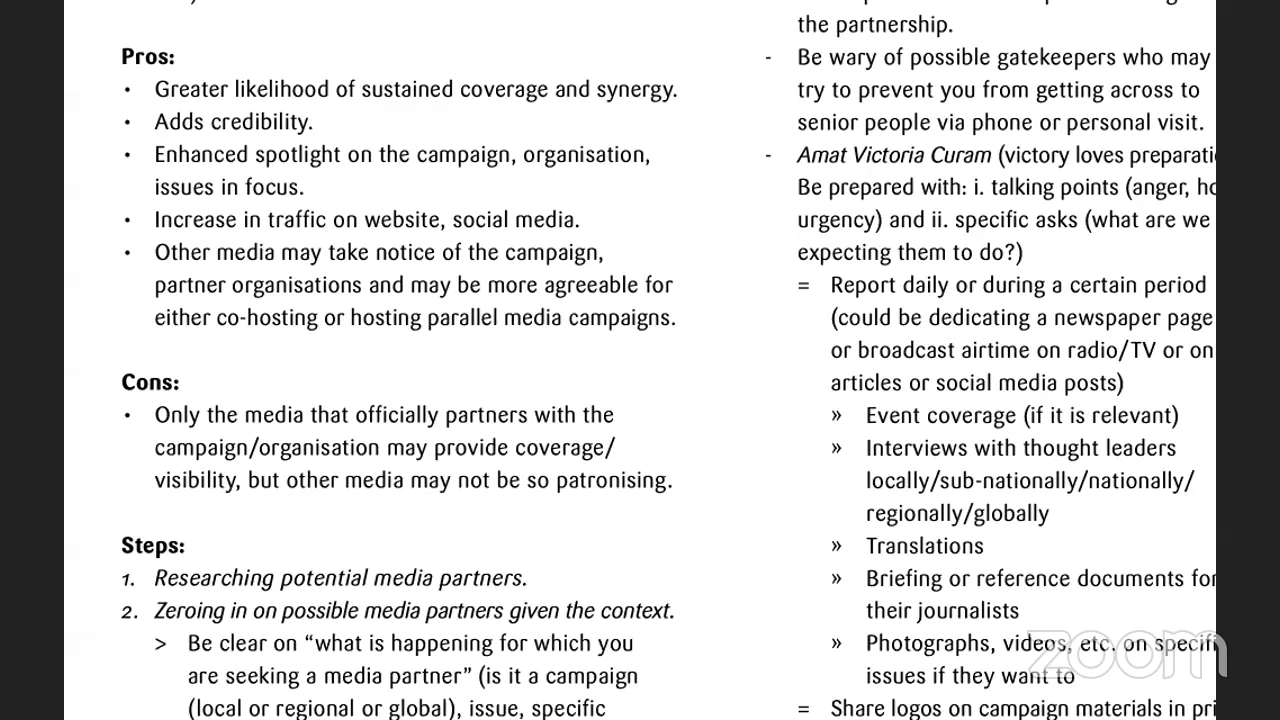 Pros:
• Greater likelihood of sustained coverage and synergy.
• Adds credibility.
• Enhanced spotlight on the campaign, organisation,
issues in focus.
• Increase in traffic on website, social media.
• Other media may take notice of the campaign,
partner organisations and may be more agreeable for
either co-hosting or hosting parallel media campaigns.
Cons:
• Only the media that officially partners with the
campaign/organisation may provide coverage/
visibility, but other media may not be so patronising.
Steps:
1. Researching potential media partners.
2. Zeroing in on possible media partners given the context.
> Be clear on “what is happening for which you
are seeking a media partner” (is it a campaign
(local or regional or global), issue, specific
the partnership.
- Be wary of possible gatekeepers who may
try to prevent you from getting across to
senior people via phone or personal visit.
- Amat Victoria Curam (victory loves
Be prepared with: i. talking points (anger,
urgency) and ii. specific asks (what are we
expecting them to do?)
= Report daily or during a certain period
(could be dedicating a newspaper page
or broadcast airtime on radio/TV or on
articles or social media posts)
» Event coverage (if it is relevant)
» Interviews with thought leaders
locally/sub-nationally/nationally/
regionally/globally
» Translations
» Briefing or reference documents for
their journalists
» Photographs, videos, etc. on
issues if they want to
= Share logos on campaign materials in
zoom